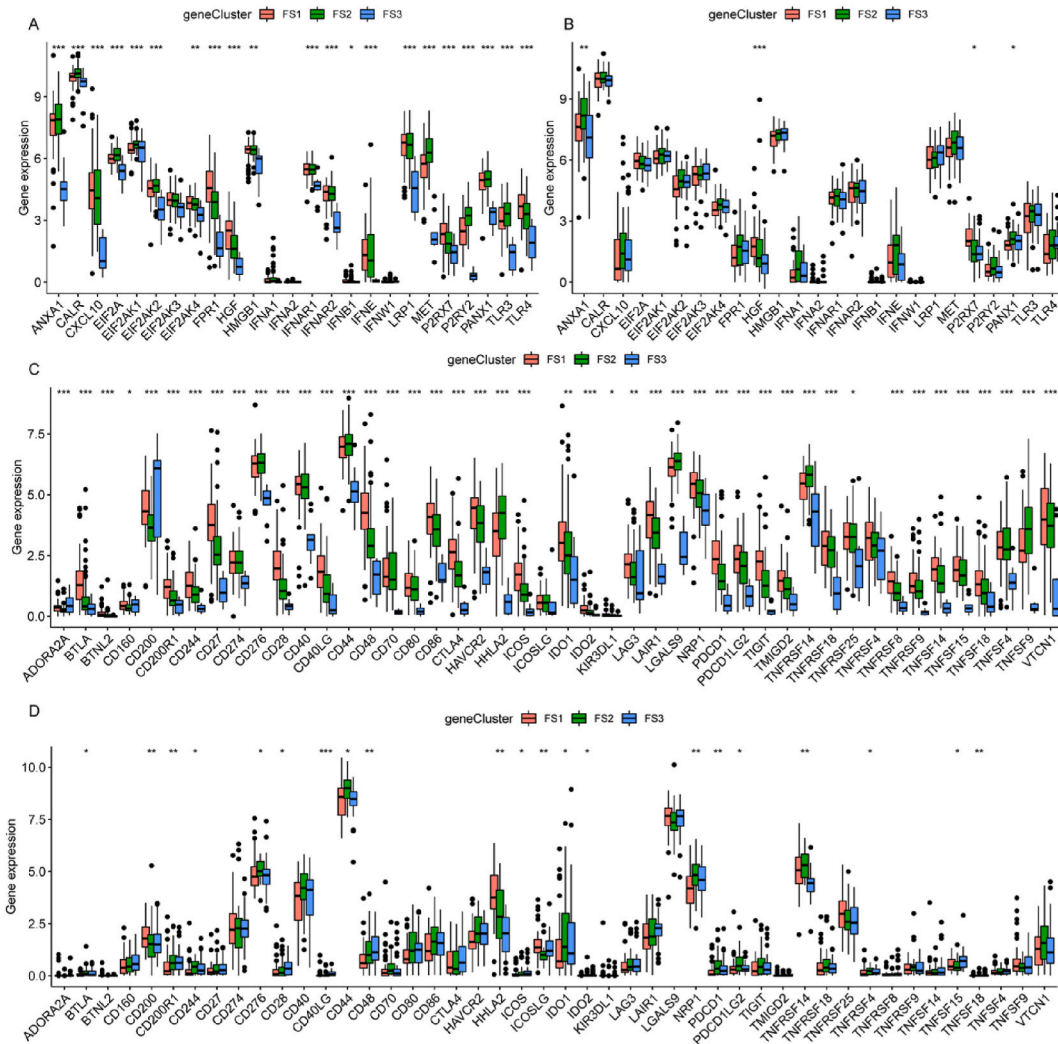 A
geneCluster FS1 FS2 FS3
*** *** *** *** *** *** ** *** *** ** *** *** * *** *** *** *** *** *** *** ***
Gene expression
9
6
3
0
ANXA1 CALR CXCL10 EIF2A EIF2AK1 EIF2AK2 EIF2AK3 EIF2AK4 FPR1 HGF HMGB1 IFNA1 IFNA2 IFNAR1 IFNAR2 IFNB1 IFNE IFNW1 LRP1 MET P2RX7 P2RY2 PANX1 TLR3 TLR4
B
geneCluster FS1 FS2 FS3
** *** * *
Gene expression
9
6
3
0
ANXA1 CALR CXCL10 EIF2A EIF2AK1 EIF2AK2 EIF2AK3 EIF2AK4 FPR1 HGF HMGB1 IFNA1 IFNA2 IFNAR1 IFNAR2 IFNB1 IFNE IFNW1 LRP1 MET P2RX7 P2RY2 PANX1 TLR3 TLR4
C
geneCluster FS1 FS2 FS3
*** *** *** * *** *** *** *** *** *** *** *** *** *** *** *** *** *** *** *** *** ** *** * ** *** *** *** *** *** *** *** *** *** * *** *** *** *** *** *** *** ***
Gene expression
7.5
5.0
2.5
0.0
ADORA2A BTLA BTNL2 CD160 CD200 CD200R1 CD244 CD27 CD274 CD276 CD28 CD40 CD40LG CD44 CD48 CD70 CD80 CD86 CTLA4 HAVCR2 HHLA2 ICOS ICOSLG IDO1 IDO2 KIR3DL1 LAG3 LAIR1 LGALS9 NRP1 PDCD1 PDCD1LG2 TIGIT TMIGD2 TNFRSF14 TNFRSF18 TNFRSF25 TNFRSF4 TNFRSF8 TNFRSF9 TNFSF14 TNFSF15 TNFSF18 TNFSF4 TNFSF9 VTCN1
D
geneCluster FS1 FS2 FS3
* ** ** * * * *** * ** ** * ** * * ** ** * ** * * **
Gene expression
10.0
7.5
5.0
2.5
0.0
ADORA2A BTLA BTNL2 CD160 CD200 CD200R1 CD244 CD27 CD274 CD276 CD28 CD40 CD40LG CD44 CD48 CD70 CD80 CD86 CTLA4 HAVCR2 HHLA2 ICOS ICOSLG IDO1 IDO2 KIR3DL1 LAG3 LAIR1 LGALS9 NRP1 PDCD1 PDCD1LG2 TIGIT TMIGD2 TNFRSF14 TNFRSF18 TNFRSF25 TNFRSF4 TNFRSF8 TNFRSF9 TNFSF14 TNFSF15 TNFSF18 TNFSF4 TNFSF9 VTCN1